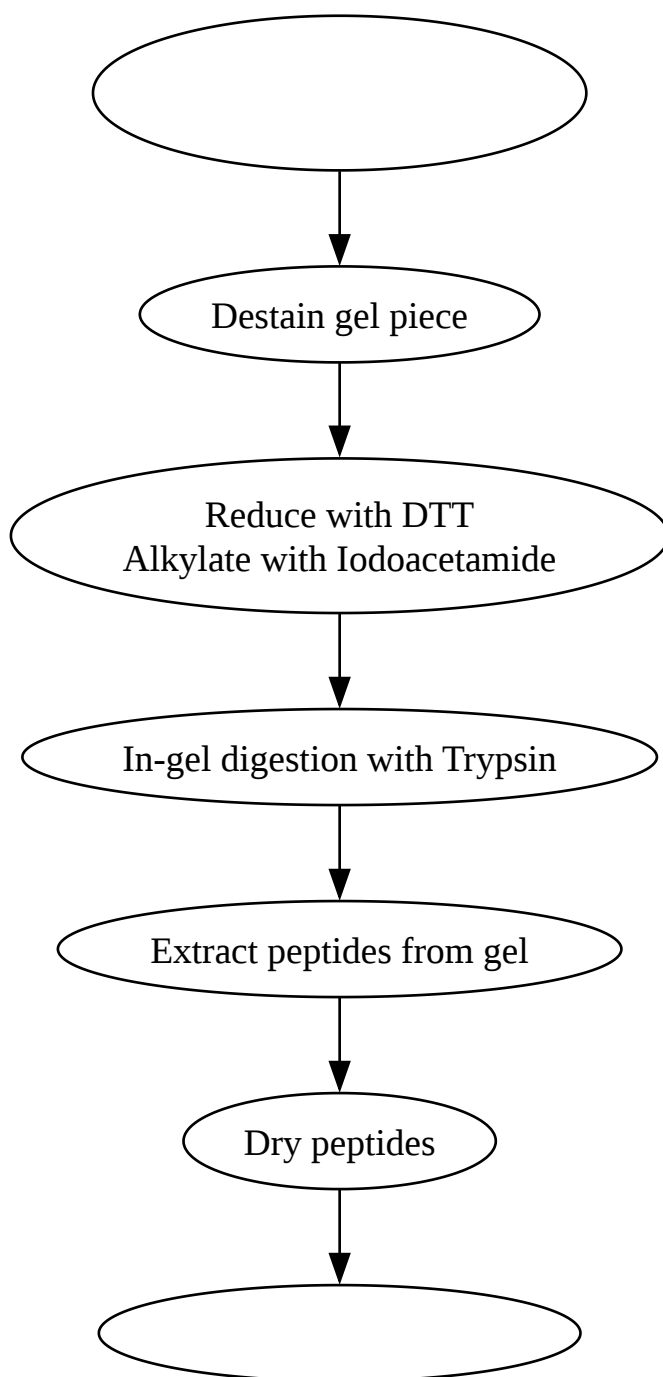 Destain gel piece
Reduce with DTT
Alkylate with Iodoacetamide
In-gel digestion with Trypsin
Extract peptides from gel
Dry peptides